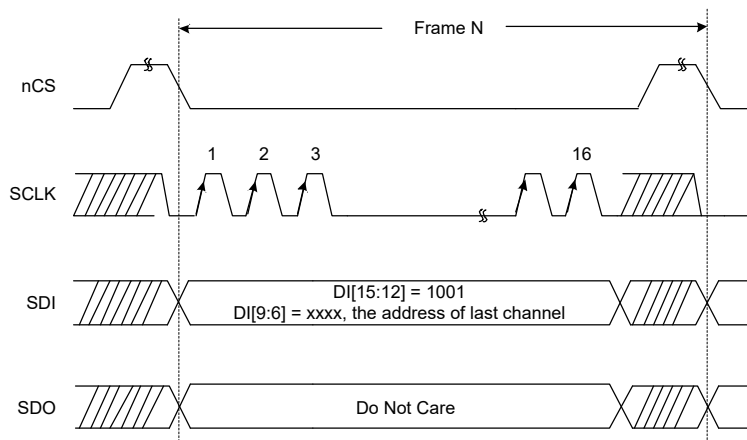 Frame N
nCS
1 2 3 16
SCLK
SDI
DI[15:12] = 1001
DI[9:6] = xxxx, the address of last channel
SDO
Do Not Care